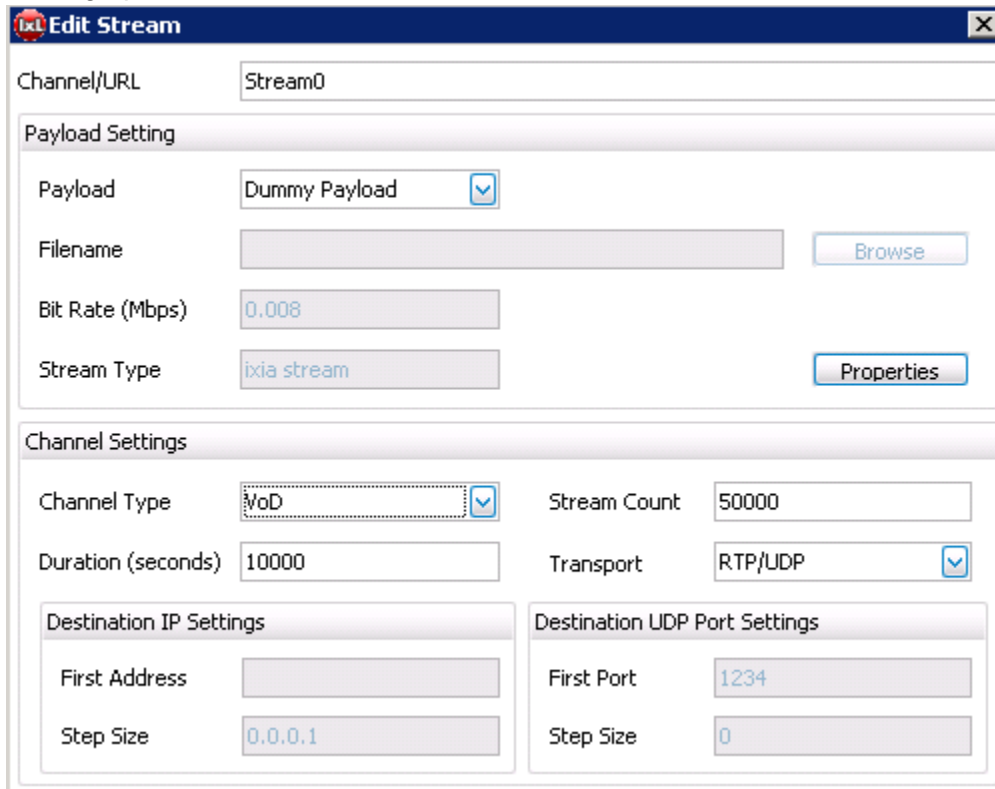 IxL Edit Stream
Channel/URL Stream0
Payload Setting
Payload Dummy Payload
Filename Browse
Bit Rate (Mbps) 0.008
Stream Type ixia stream Properties
Channel Settings
Channel Type VoD Stream Count 50000
Duration (seconds) 10000 Transport RTP/UDP
Destination IP Settings Destination UDP Port Settings
First Address First Port 1234
Step Size 0.0.0.1 Step Size 0